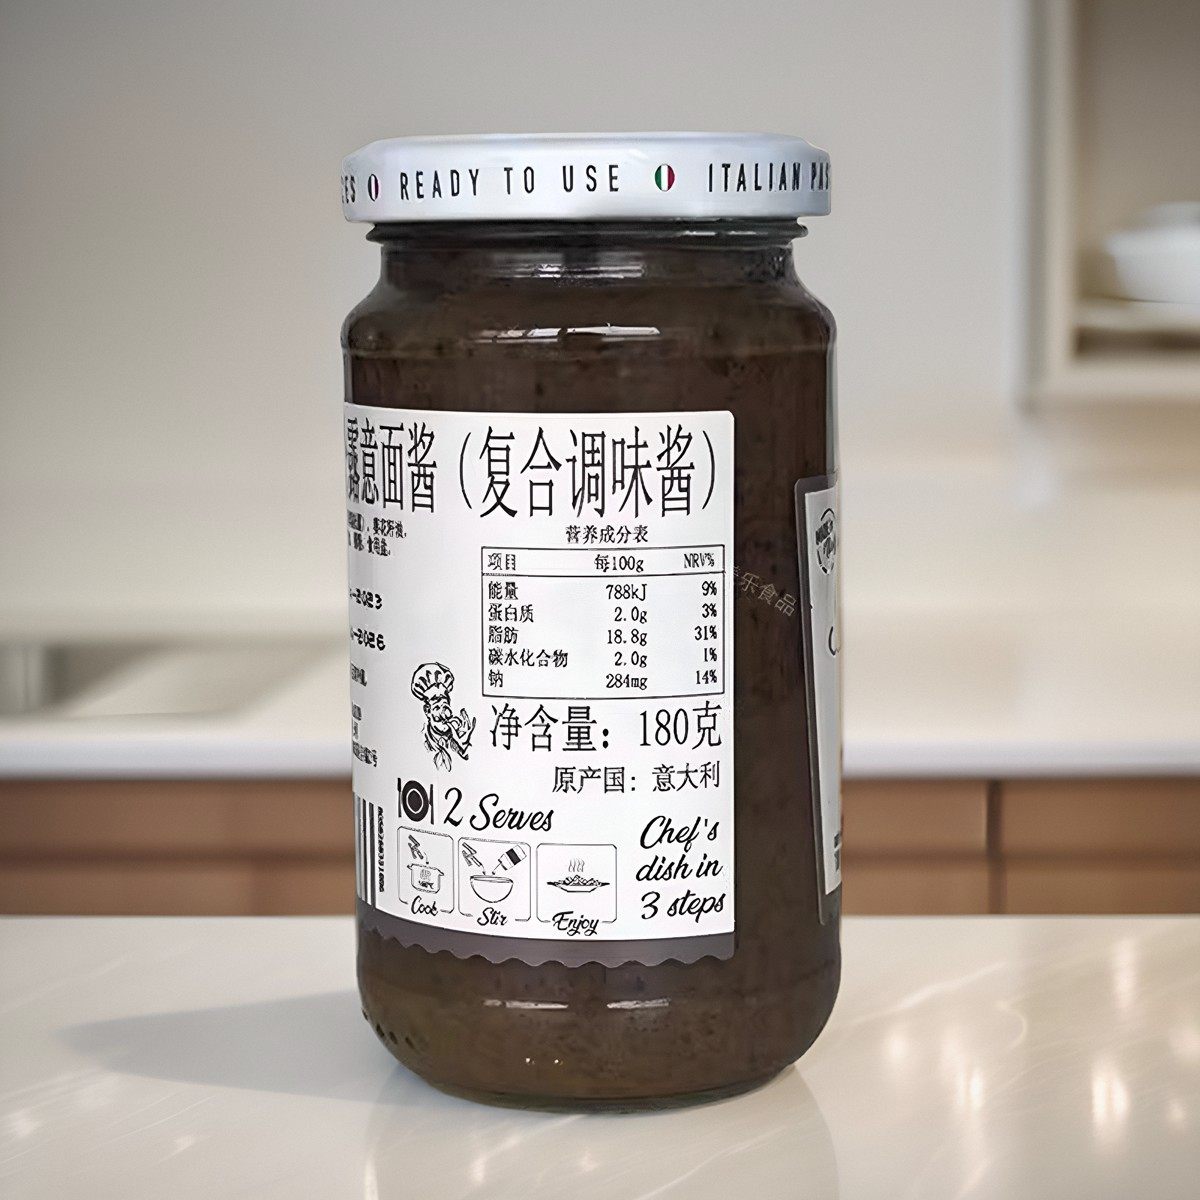 READY TO USE ITALIAN
露意面酱（复合调味酱）
营养成分表
项目 每100g NRV%
能量 788kJ 9%
蛋白质 2.0g 3%
脂肪 18.8g 31%
碳水化合物 2.0g 1%
钠 284mg 14%
净含量：180克
原产国：意大利
2 Serves
Chef's
dish in
3 steps
Cook Stir Enjoy
乐食品